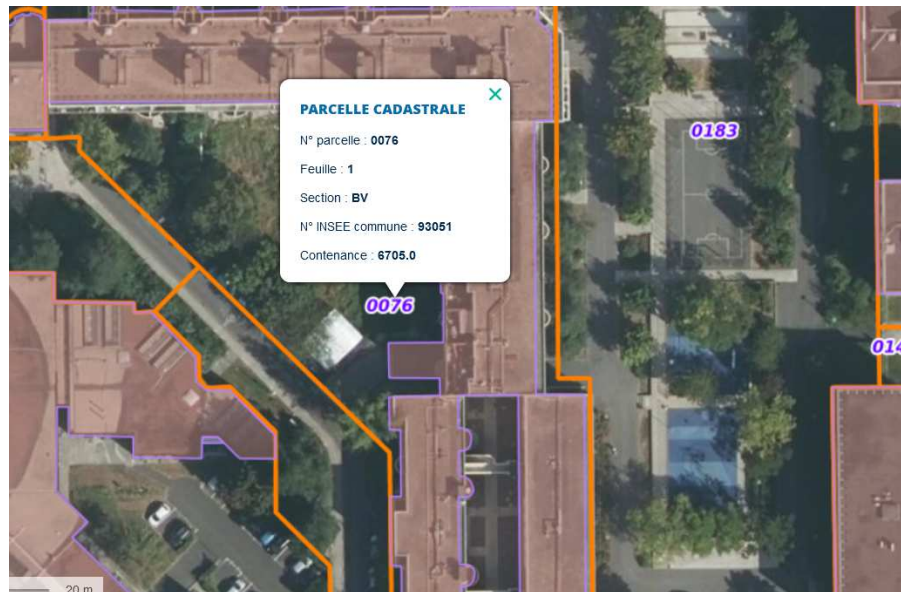 PARCELLE CADASTRALE
N° parcelle : 0076
Feuille : 1
Section : BV
N° INSEE commune : 93051
Contenance : 6705.0
0183
0076
20 m